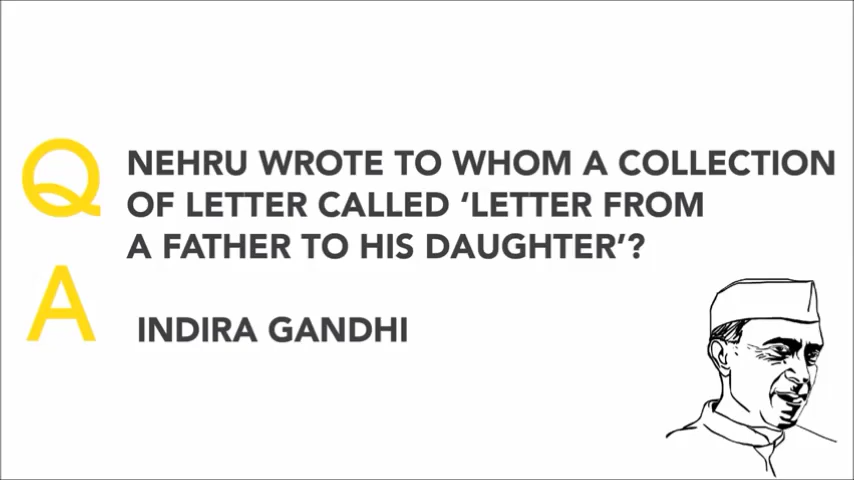 Q NEHRU WROTE TO WHOM A COLLECTION
OF LETTER CALLED ‘LETTER FROM
A FATHER TO HIS DAUGHTER’?
A INDIRA GANDHI